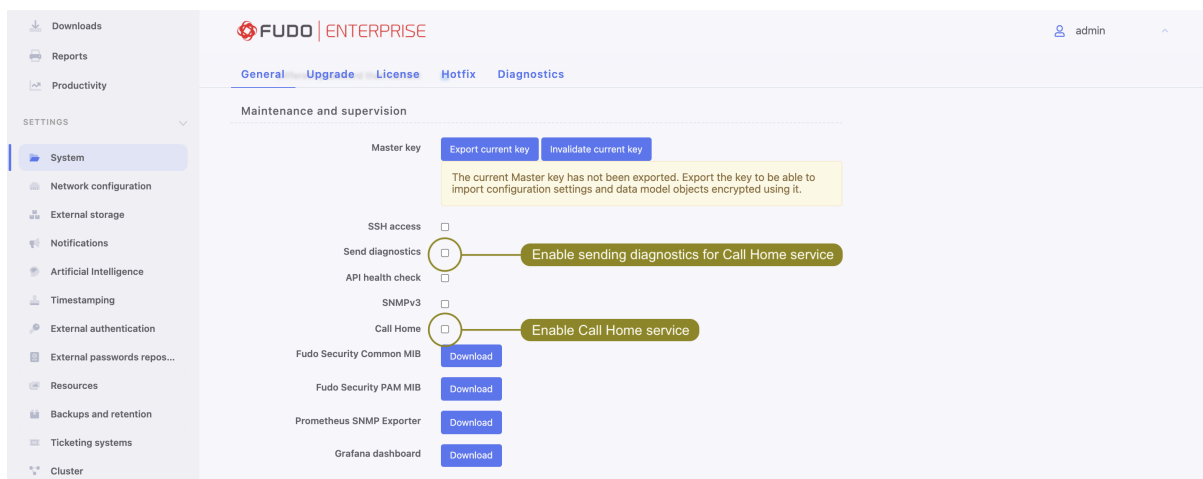 Downloads
Reports
Productivity
SETTINGS
System
Network configuration
External storage
Notifications
Artificial Intelligence
Timestamping
External authentication
External passwords repos...
Resources
Backups and retention
Ticketing systems
Cluster
FUDO ENTERPRISE
admin
General Upgrade License Hotfix Diagnostics
Maintenance and supervision
Master key Export current key Invalidate current key
The current Master key has not been exported. Export the key to be able to
import configuration settings and data model objects encrypted using it.
SSH access
Send diagnostics Enable sending diagnostics for Call Home service
API health check
SNMPv3
Call Home Enable Call Home service
Fudo Security Common MIB Download
Fudo Security PAM MIB Download
Prometheus SNMP Exporter Download
Grafana dashboard Download